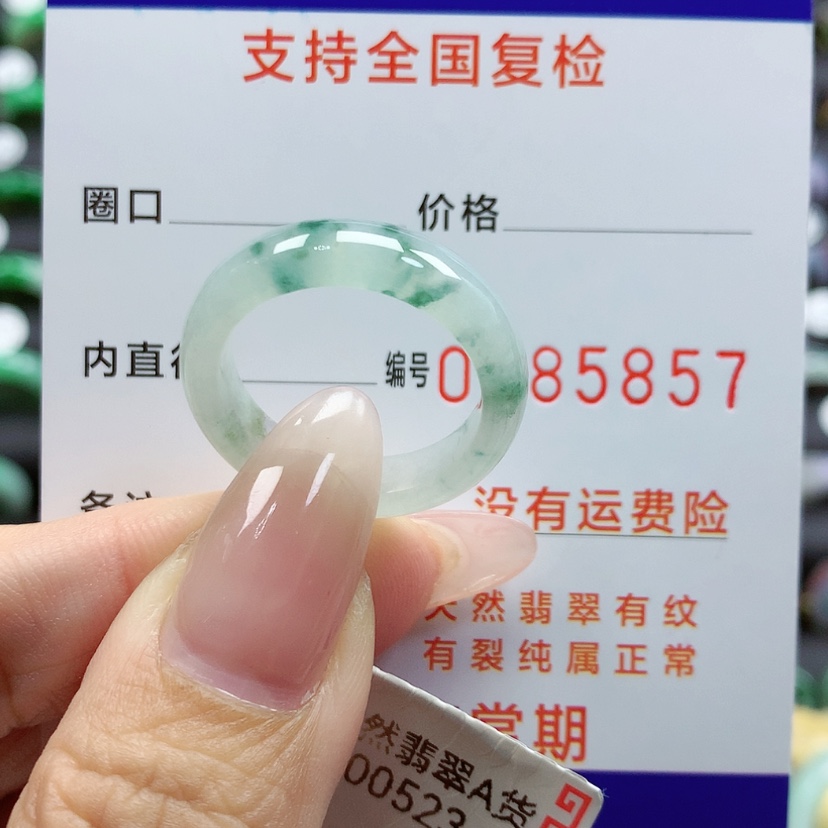 支持全国复检
圈口
价格
内直
编号 0 85857
没有运费险
然翡翠有纹
有裂纯属正常
常期
然翡翠A货
00523